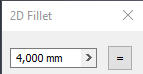 2D Fillet
4,000 mm
=